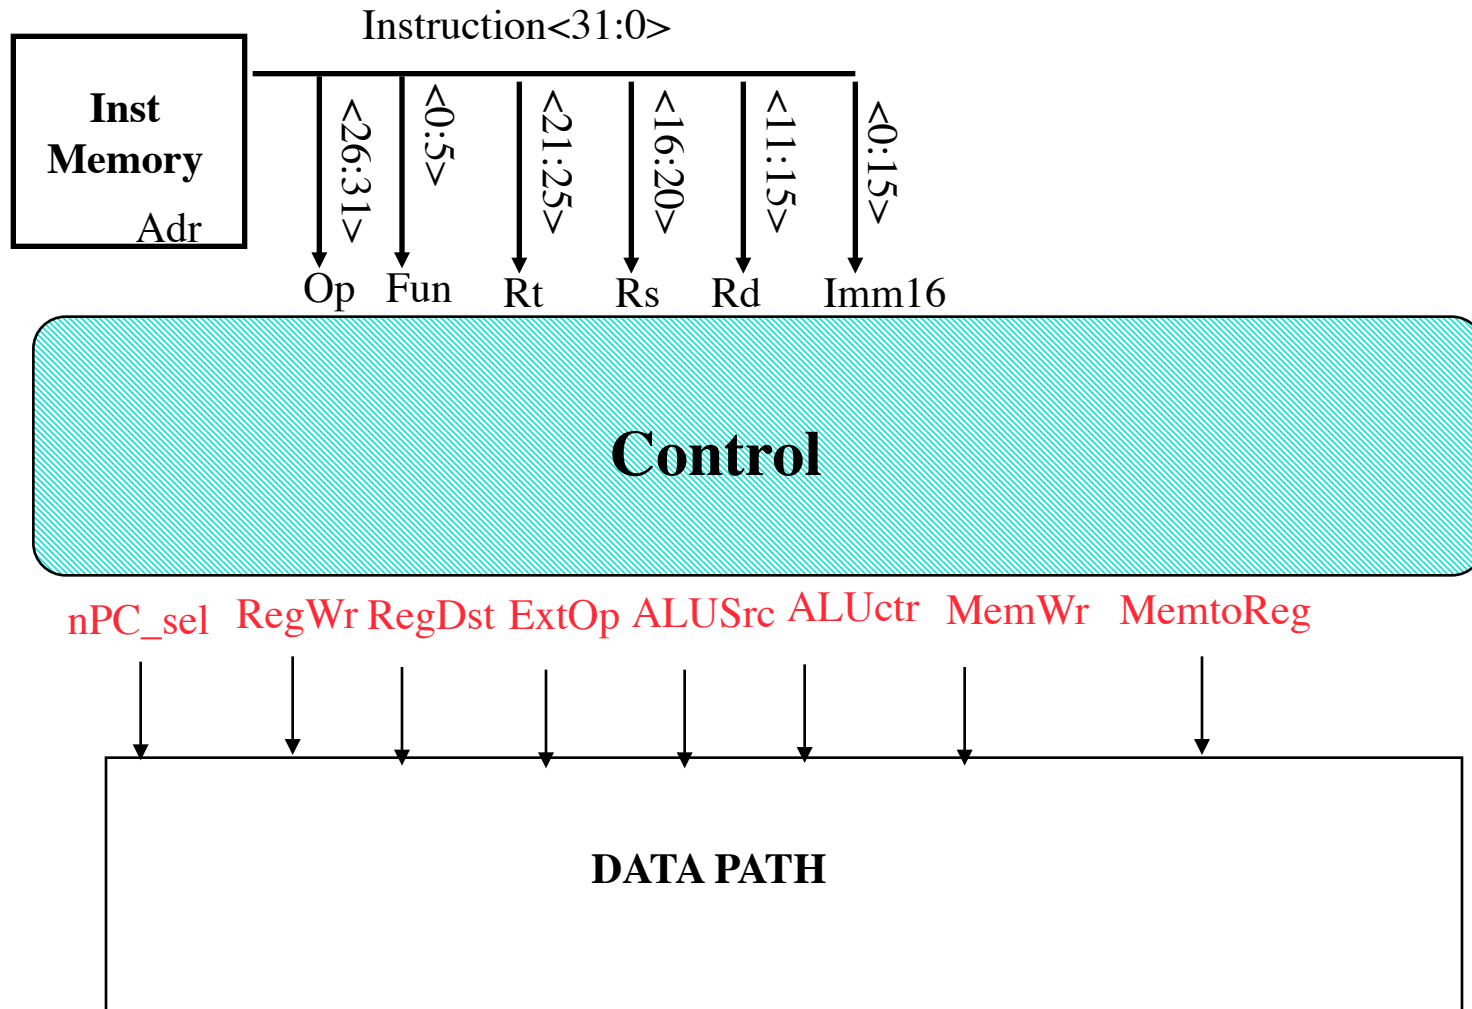 Instruction<31:0>
Inst
Memory
Adr
<26:31>
<0:5>
<21:25>
<16:20>
<11:15>
<0:15>
Op Fun Rt Rs Rd Imm16
Control
nPC_sel RegWr RegDst ExtOp ALUSrc ALUctr MemWr MemtoReg
DATA PATH